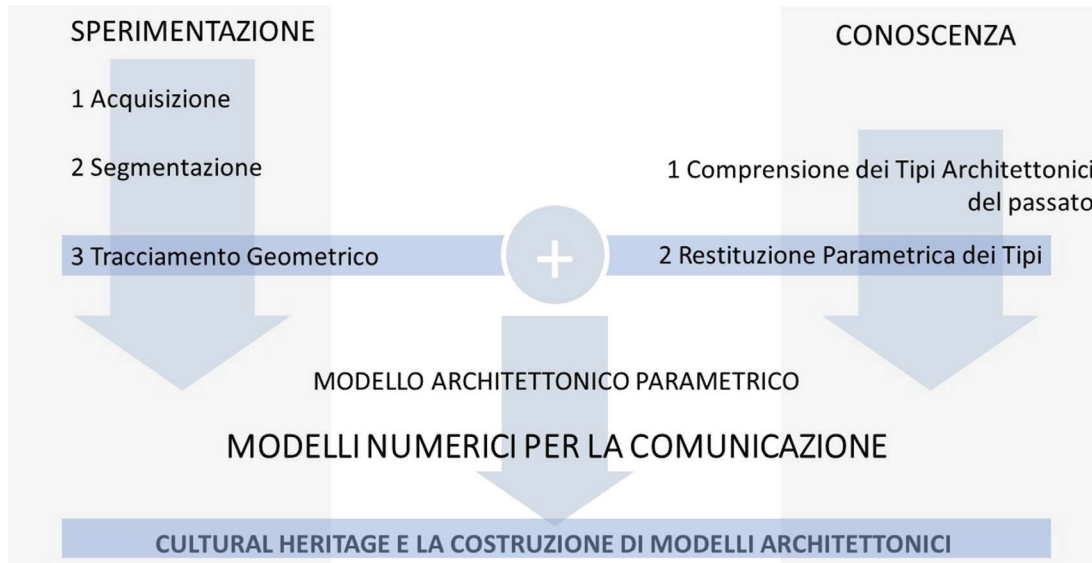 SPERIMENTAZIONE
1 Acquisizione
2 Segmentazione
3 Tracciamento Geometrico
CONOSCENZA
1 Comprensione dei Tipi Architettonici
del passato
2 Restituzione Parametrica dei Tipi
+
MODELLO ARCHITETTONICO PARAMETRICO
MODELLI NUMERICI PER LA COMUNICAZIONE
CULTURAL HERITAGE E LA COSTRUZIONE DI MODELLI ARCHITETTONICI